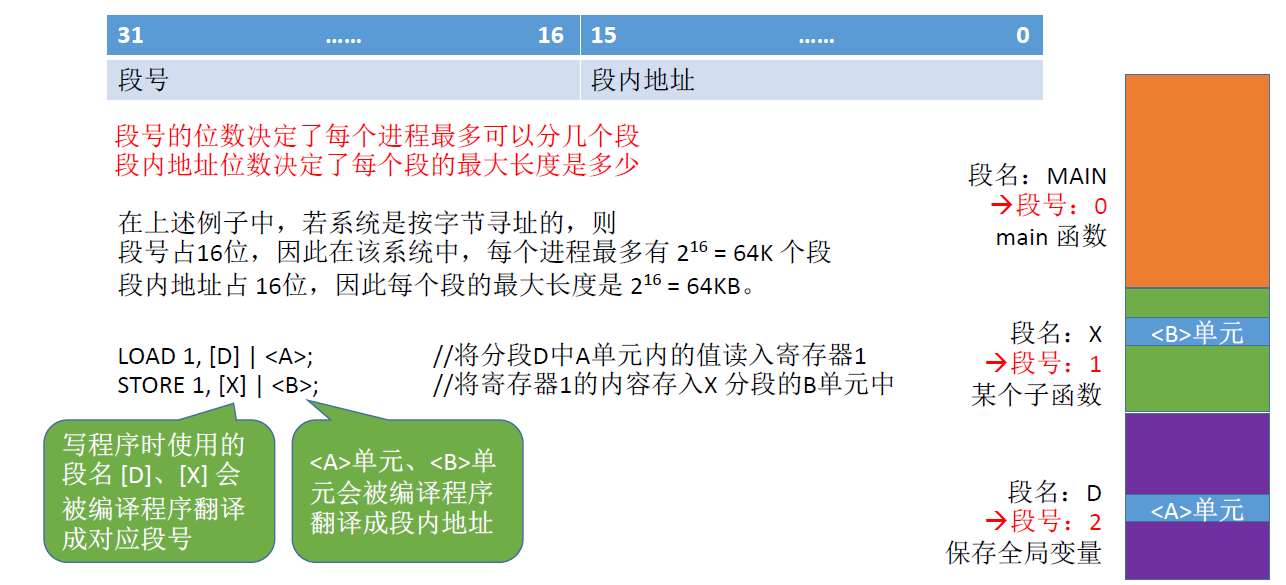 31 …… 16 15 …… 0
段号 段内地址
段号的位数决定了每个进程最多可以分几个段
段内地址位数决定了每个段的最大长度是多少
在上述例子中，若系统是按字节寻址的，则
段号占16位，因此在该系统中，每个进程最多有 2¹⁶ = 64K 个段
段内地址占 16位，因此每个段的最大长度是 2¹⁶ = 64KB。
LOAD 1, [D] | <A>; //将分段D中A单元内的值读入寄存器1
STORE 1, [X] | <B>; //将寄存器1的内容存入X 分段的B单元中
写程序时使用的
段名 [D]、[X] 会
被编译程序翻译
成对应段号
<A>单元、<B>单
元会被编译程序
翻译成段内地址
段名：MAIN
→段号：0
main 函数
段名：X
→段号：1
某个子函数
<B>单元
段名：D
→段号：2
保存全局变量
<A>单元